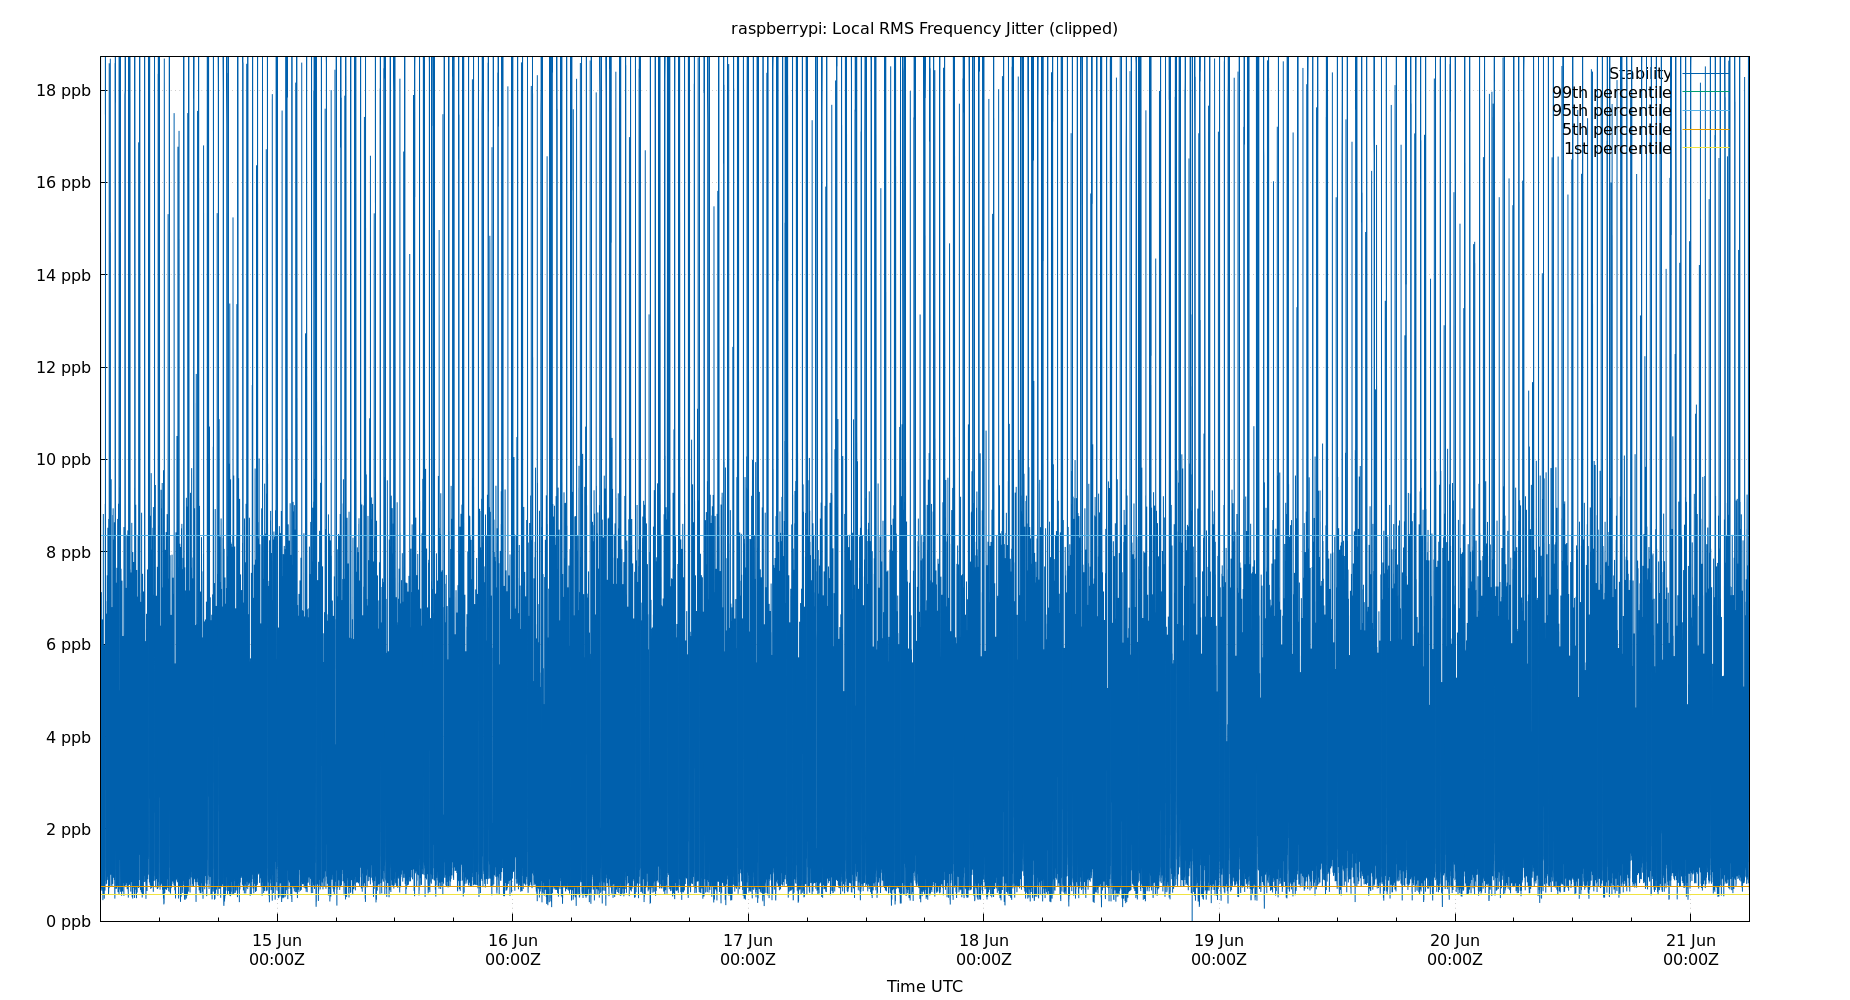 raspberrypi: Local RMS Frequency Jitter (clipped)
18 ppb
16 ppb
14 ppb
12 ppb
10 ppb
8 ppb
6 ppb
4 ppb
2 ppb
0 ppb
Stability
99th percentile
95th percentile
5th percentile
1st percentile
15 Jun
00:00Z
16 Jun
00:00Z
17 Jun
00:00Z
18 Jun
00:00Z
19 Jun
00:00Z
20 Jun
00:00Z
21 Jun
00:00Z
Time UTC